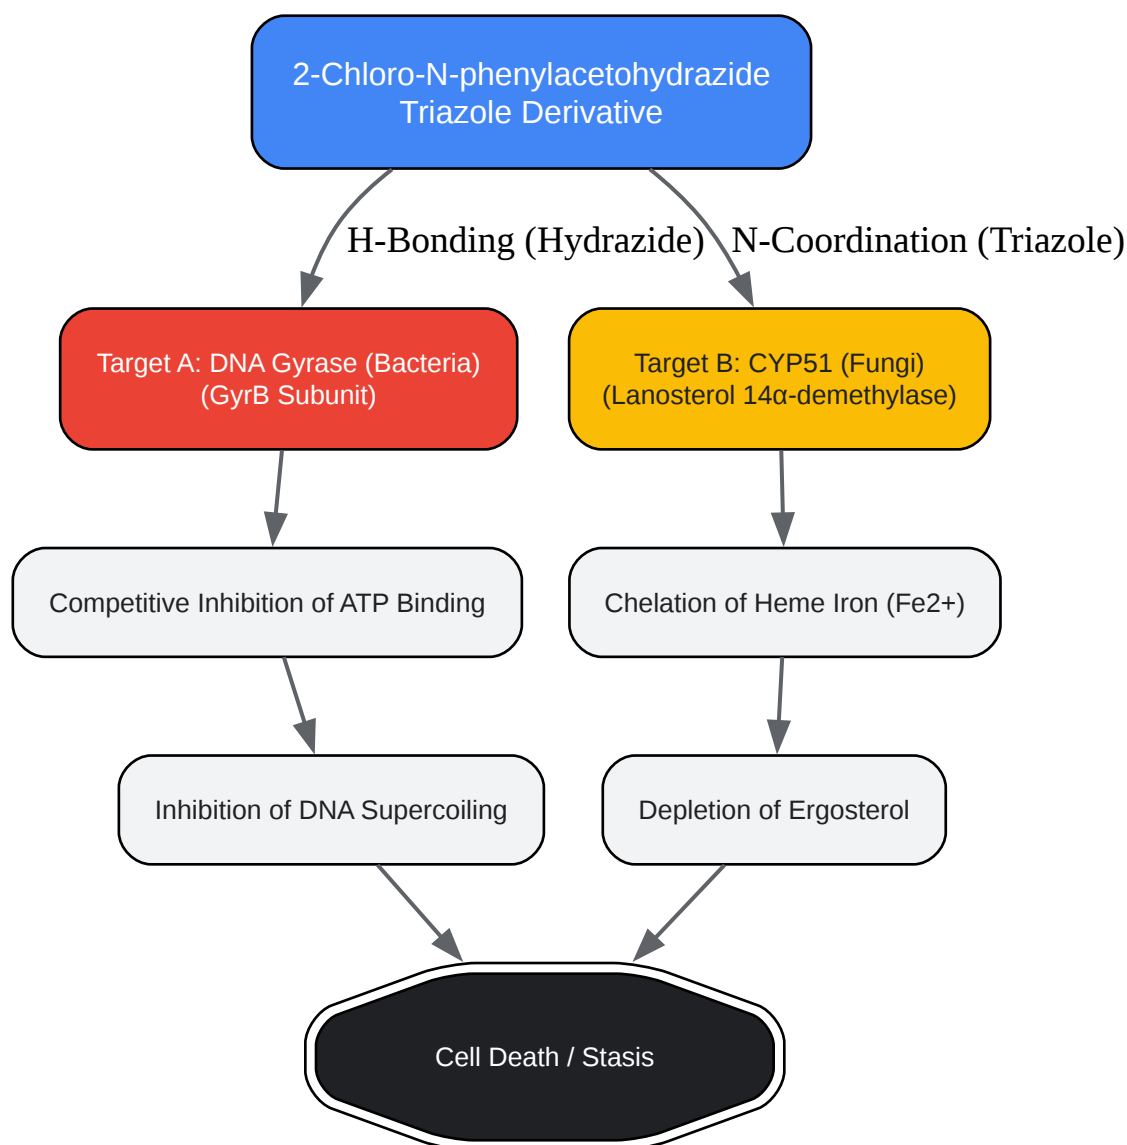 2-Chloro-N-phenylacetohydrazide
Triazole Derivative
H-Bonding (Hydrazide)
N-Coordination (Triazole)
Target A: DNA Gyrase (Bacteria)
(GyrB Subunit)
Target B: CYP51 (Fungi)
(Lanosterol 14α-demethylase)
Competitive Inhibition of ATP Binding
Chelation of Heme Iron (Fe2+)
Inhibition of DNA Supercoiling
Depletion of Ergosterol
Cell Death / Stasis